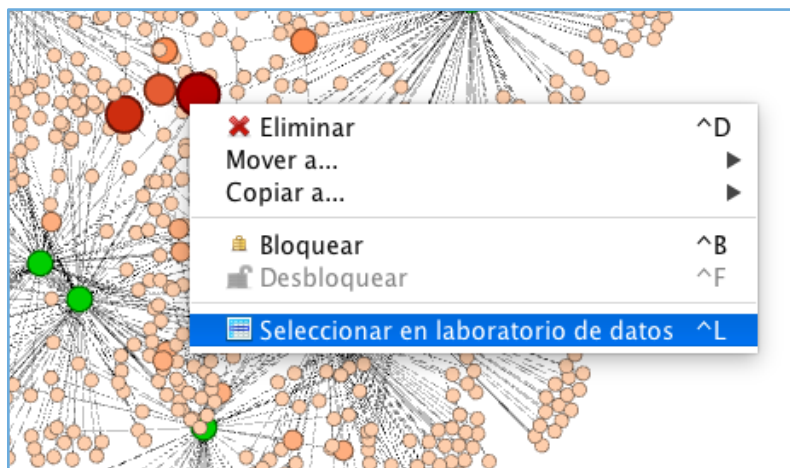 Eliminar ^D
Mover a...
Copiar a...
Bloquear ^B
Desbloquear ^F
Seleccionar en laboratorio de datos ^L